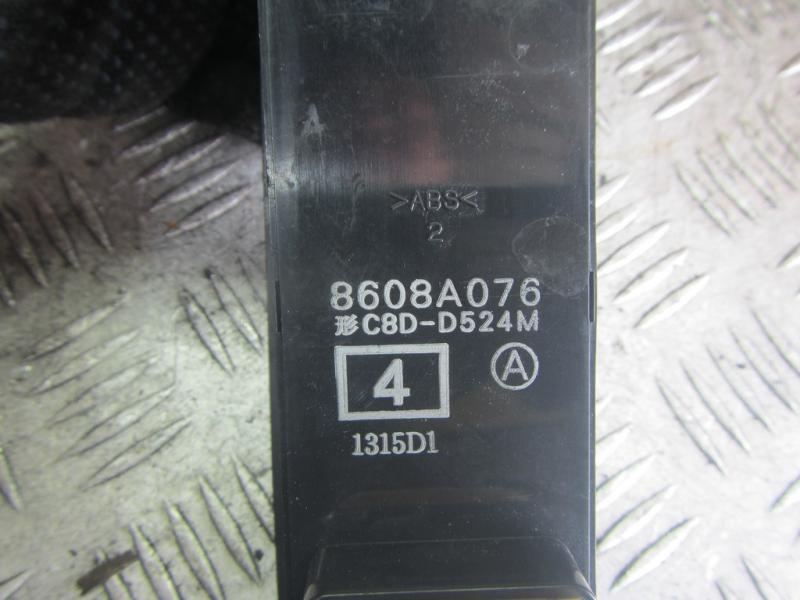 >ABS<
2
8608A076
形C8D-D524M
4 Ⓐ
1315D1